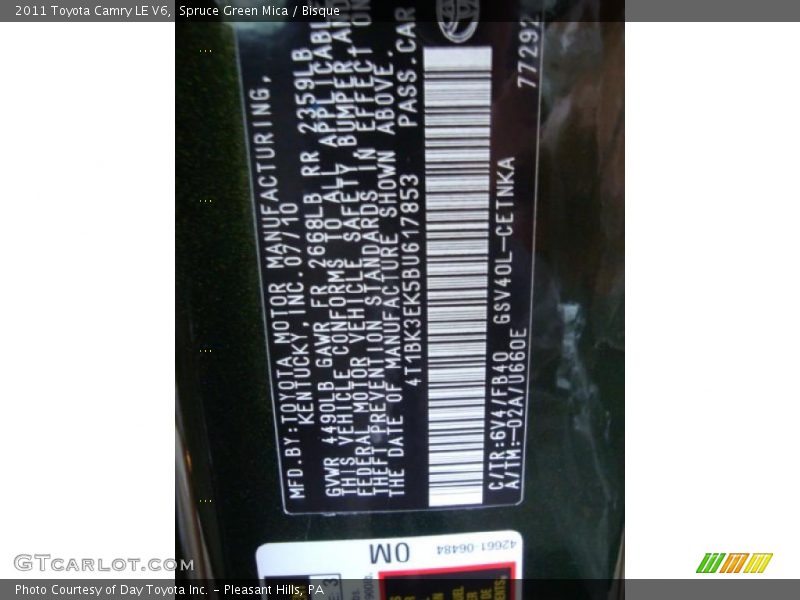 2011 Toyota Camry LE V6, Spruce Green Mica / Bisque
MFD.BY:TOYOTA MOTOR MANUFACTURING,
KENTUCKY, INC. 07/10
GVWR 4490LB GAWR FR 2668LB RR 2359LB
THIS VEHICLE CONFORMS TO ALL APPLICABLE
FEDERAL MOTOR VEHICLE SAFETY, BUMPER, AND
THEFT PREVENTION STANDARDS IN EFFECT ON
THE DATE OF MANUFACTURE SHOWN ABOVE.
4T1BK3EK5BU617853 PASS.CAR
C/TR:6V4/FB40 GSV40L-CETNKA 77292
A/TM:-02A/U660E
42661-06484 0M
GTcarlot.com
Photo Courtesy of Day Toyota Inc. - Pleasant Hills, PA